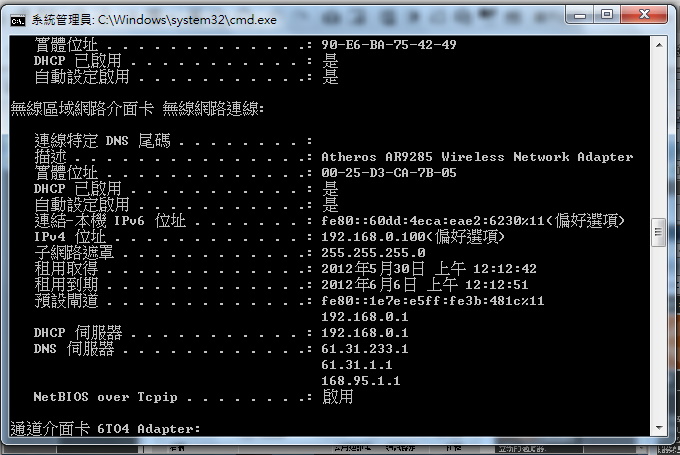 系統管理員: C:\Windows\system32\cmd.exe
實體位址 . . . . . . . . . . . . .: 90-E6-BA-75-42-49
DHCP 已啟用 . . . . . . . . . . . .: 是
自動設定啟用 . . . . . . . . . . .: 是
無線區域網路介面卡 無線網路連線:
連線特定 DNS 尾碼 . . . . . . . . .:
描述 . . . . . . . . . . . . . . .: Atheros AR9285 Wireless Network Adapter
實體位址 . . . . . . . . . . . . .: 00-25-D3-CA-7B-05
DHCP 已啟用 . . . . . . . . . . . .: 是
自動設定啟用 . . . . . . . . . . .: 是
連結-本機 IPv6 位址 . . . . . . . .: fe80::60dd:4eca:eae2:6230%11(偏好選項)
IPv4 位址 . . . . . . . . . . . . .: 192.168.0.100(偏好選項)
子網路遮罩 . . . . . . . . . . . .: 255.255.255.0
租用取得 . . . . . . . . . . . . .: 2012年5月30日 上午 12:12:42
租用到期 . . . . . . . . . . . . .: 2012年6月6日 上午 12:12:51
預設閘道 . . . . . . . . . . . . .: fe80::1e7e:e5ff:fe3b:481c%11
192.168.0.1
DHCP 伺服器 . . . . . . . . . . . .: 192.168.0.1
DNS 伺服器 . . . . . . . . . . . .: 61.31.233.1
61.31.1.1
168.95.1.1
NetBIOS over Tcpip . . . . . . . .: 啟用
通道介面卡 6TO4 Adapter: